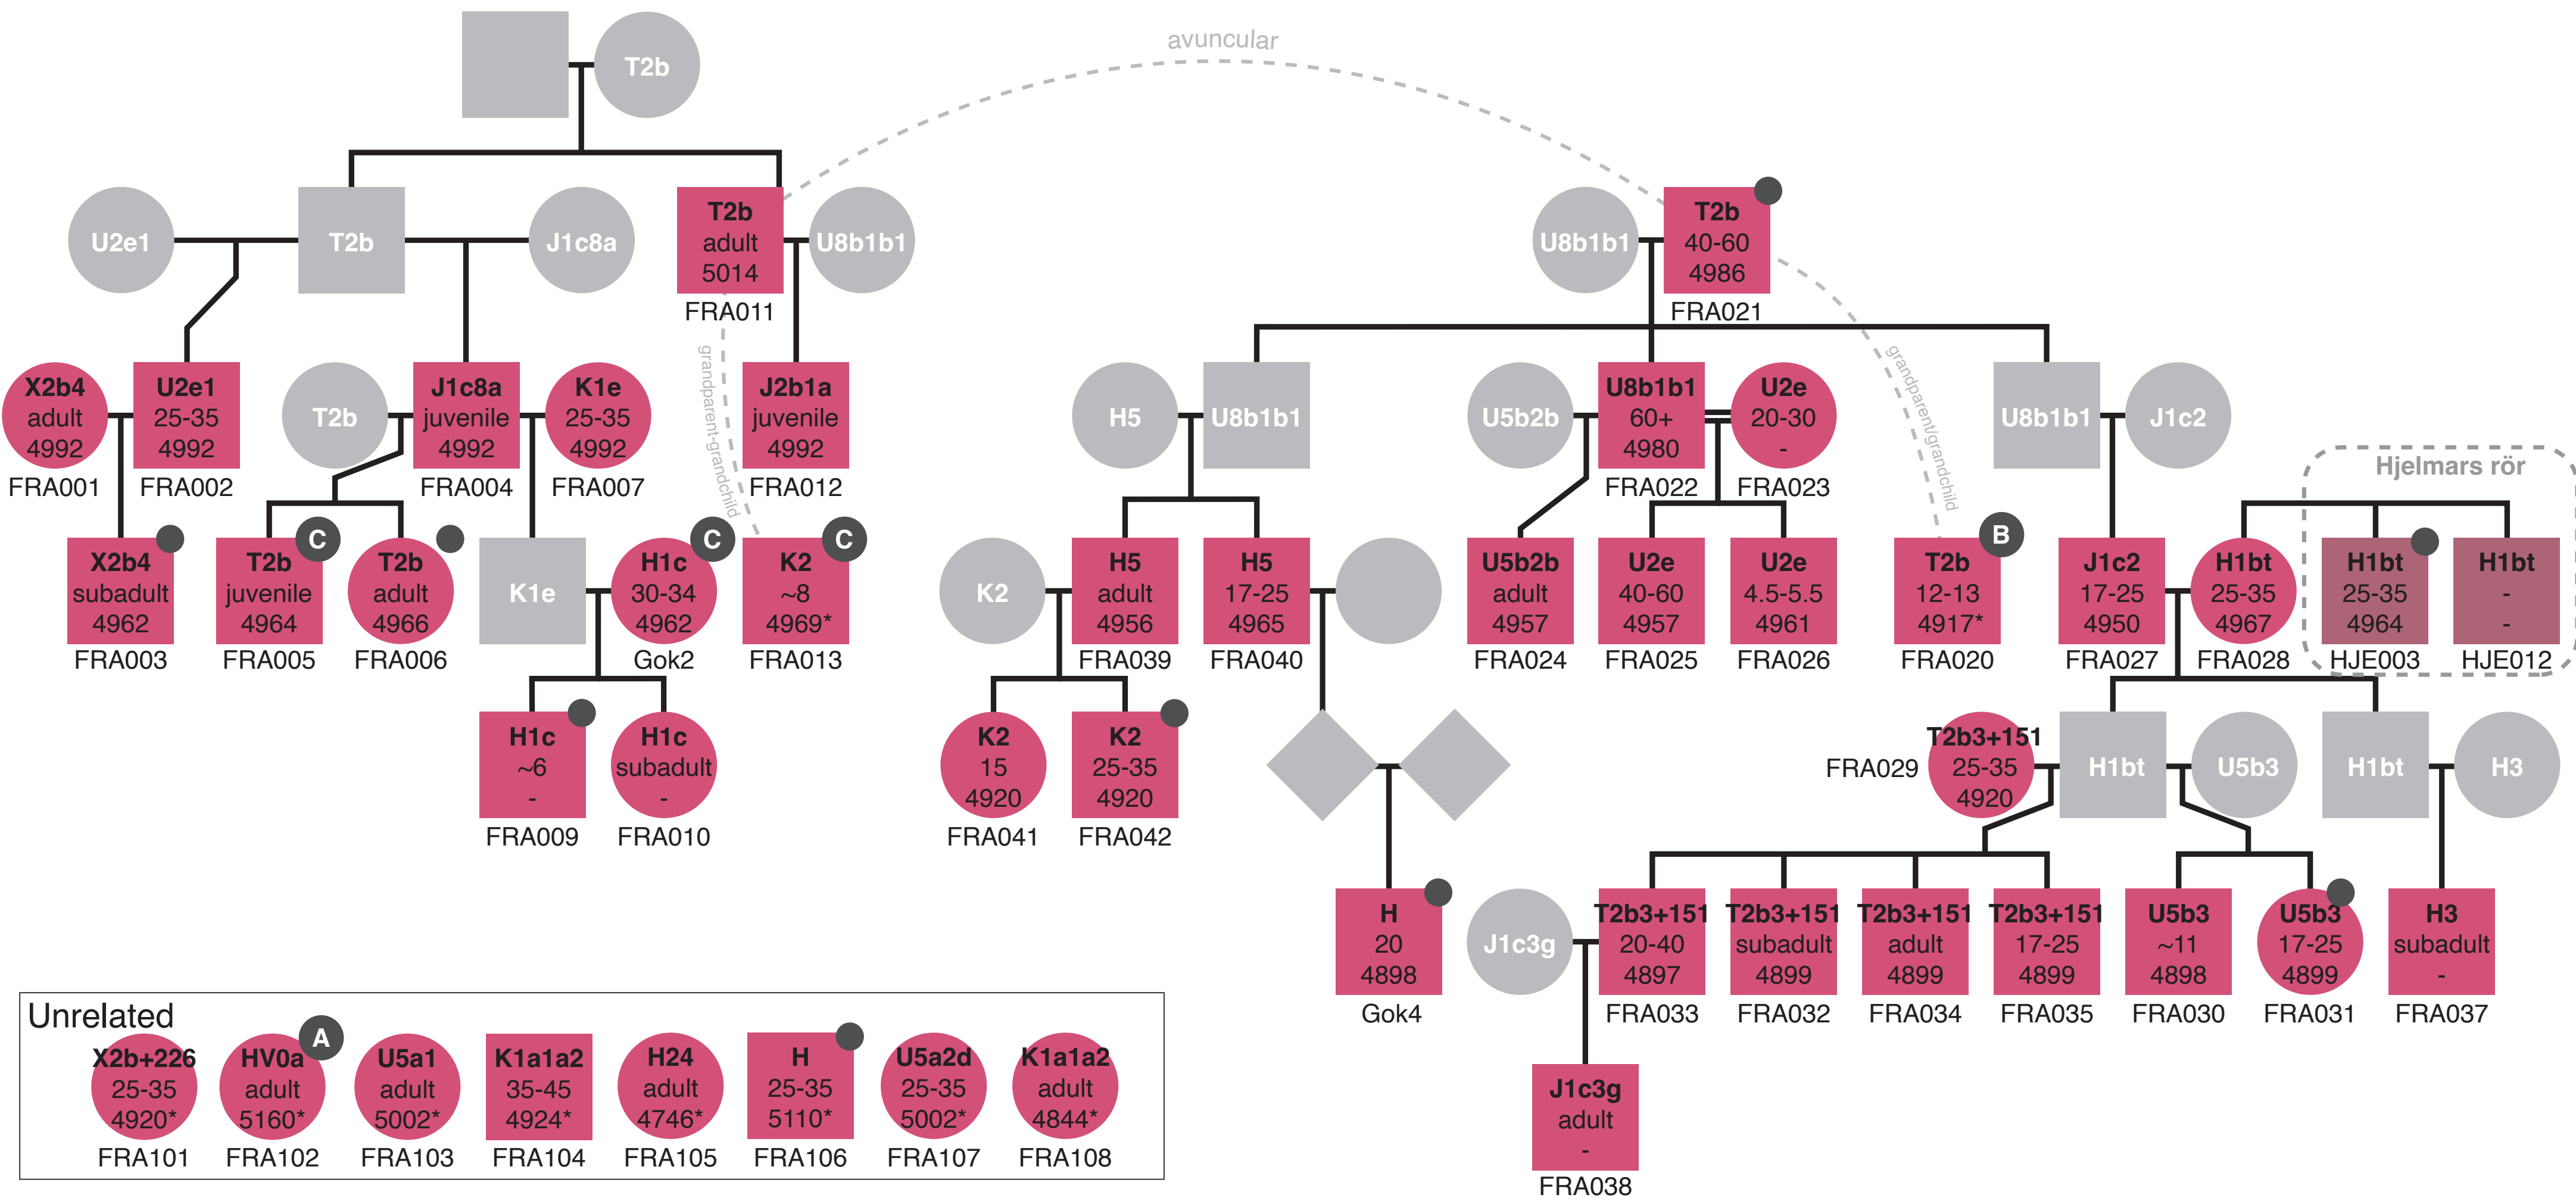 T2b
avuncular
U2e1
T2b
J1c8a
T2b
adult
5014
FRA011
U8b1b1
U8b1b1
T2b
40-60
4986
FRA021
grandparent-grandchild
grandparent/grandchild
X2b4
adult
4992
FRA001
U2e1
25-35
4992
FRA002
T2b
J1c8a
juvenile
4992
FRA004
K1e
25-35
4992
FRA007
J2b1a
juvenile
4992
FRA012
H5
U8b1b1
U5b2b
U8b1b1
60+
4980
FRA022
U2e
20-30
-
FRA023
U8b1b1
J1c2
Hjelmars rör
X2b4
subadult
4962
FRA003
C
T2b
juvenile
4964
FRA005
T2b
adult
4966
FRA006
K1e
C
H1c
30-34
4962
Gok2
C
K2
~8
4969*
FRA013
K2
H5
adult
4956
FRA039
H5
17-25
4965
FRA040
U5b2b
adult
4957
FRA024
U2e
40-60
4957
FRA025
U2e
4.5-5.5
4961
FRA026
B
T2b
12-13
4917*
FRA020
J1c2
17-25
4950
FRA027
H1bt
25-35
4967
FRA028
H1bt
25-35
4964
HJE003
H1bt
-
-
HJE012
H1c
~6
-
FRA009
H1c
subadult
-
FRA010
K2
15
4920
FRA041
K2
25-35
4920
FRA042
FRA029
T2b3+151
25-35
4920
H1bt
U5b3
H1bt
H3
H
20
4898
Gok4
J1c3g
T2b3+151
20-40
4897
FRA033
T2b3+151
subadult
4899
FRA032
T2b3+151
adult
4899
FRA034
T2b3+151
17-25
4899
FRA035
U5b3
~11
4898
FRA030
U5b3
17-25
4899
FRA031
H3
subadult
-
FRA037
J1c3g
adult
-
FRA038
Unrelated
X2b+226
25-35
4920*
FRA101
A
HV0a
adult
5160*
FRA102
U5a1
adult
5002*
FRA103
K1a1a2
35-45
4924*
FRA104
H24
adult
4746*
FRA105
H
25-35
5110*
FRA106
U5a2d
25-35
5002*
FRA107
K1a1a2
adult
4844*
FRA108